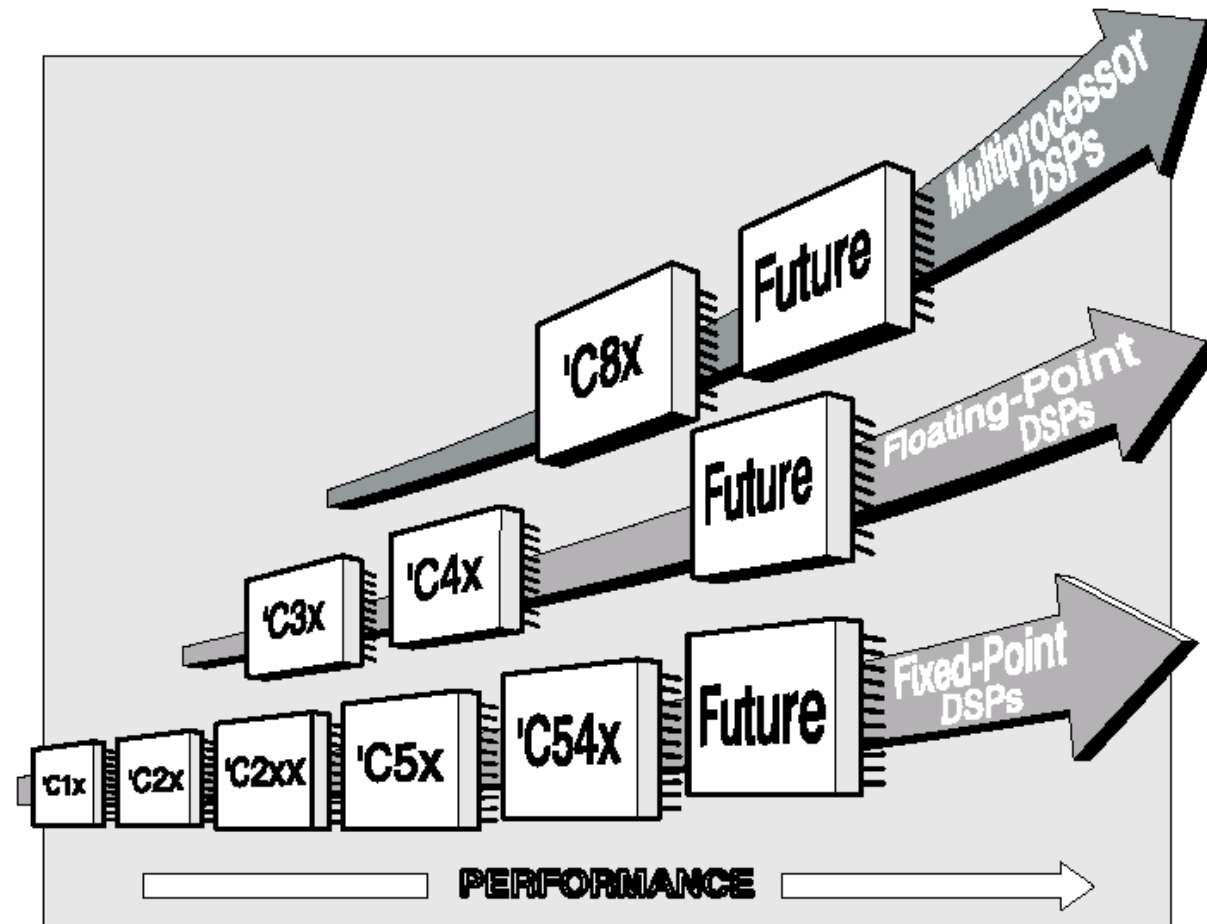 Multiprocessor
DSPs
Future
'C8x
Floating-Point
DSPs
Future
'C4x
'C3x
Fixed-Point
DSPs
Future
'C54x
'C5x
'C2xx
'C2x
'C1x
PERFORMANCE